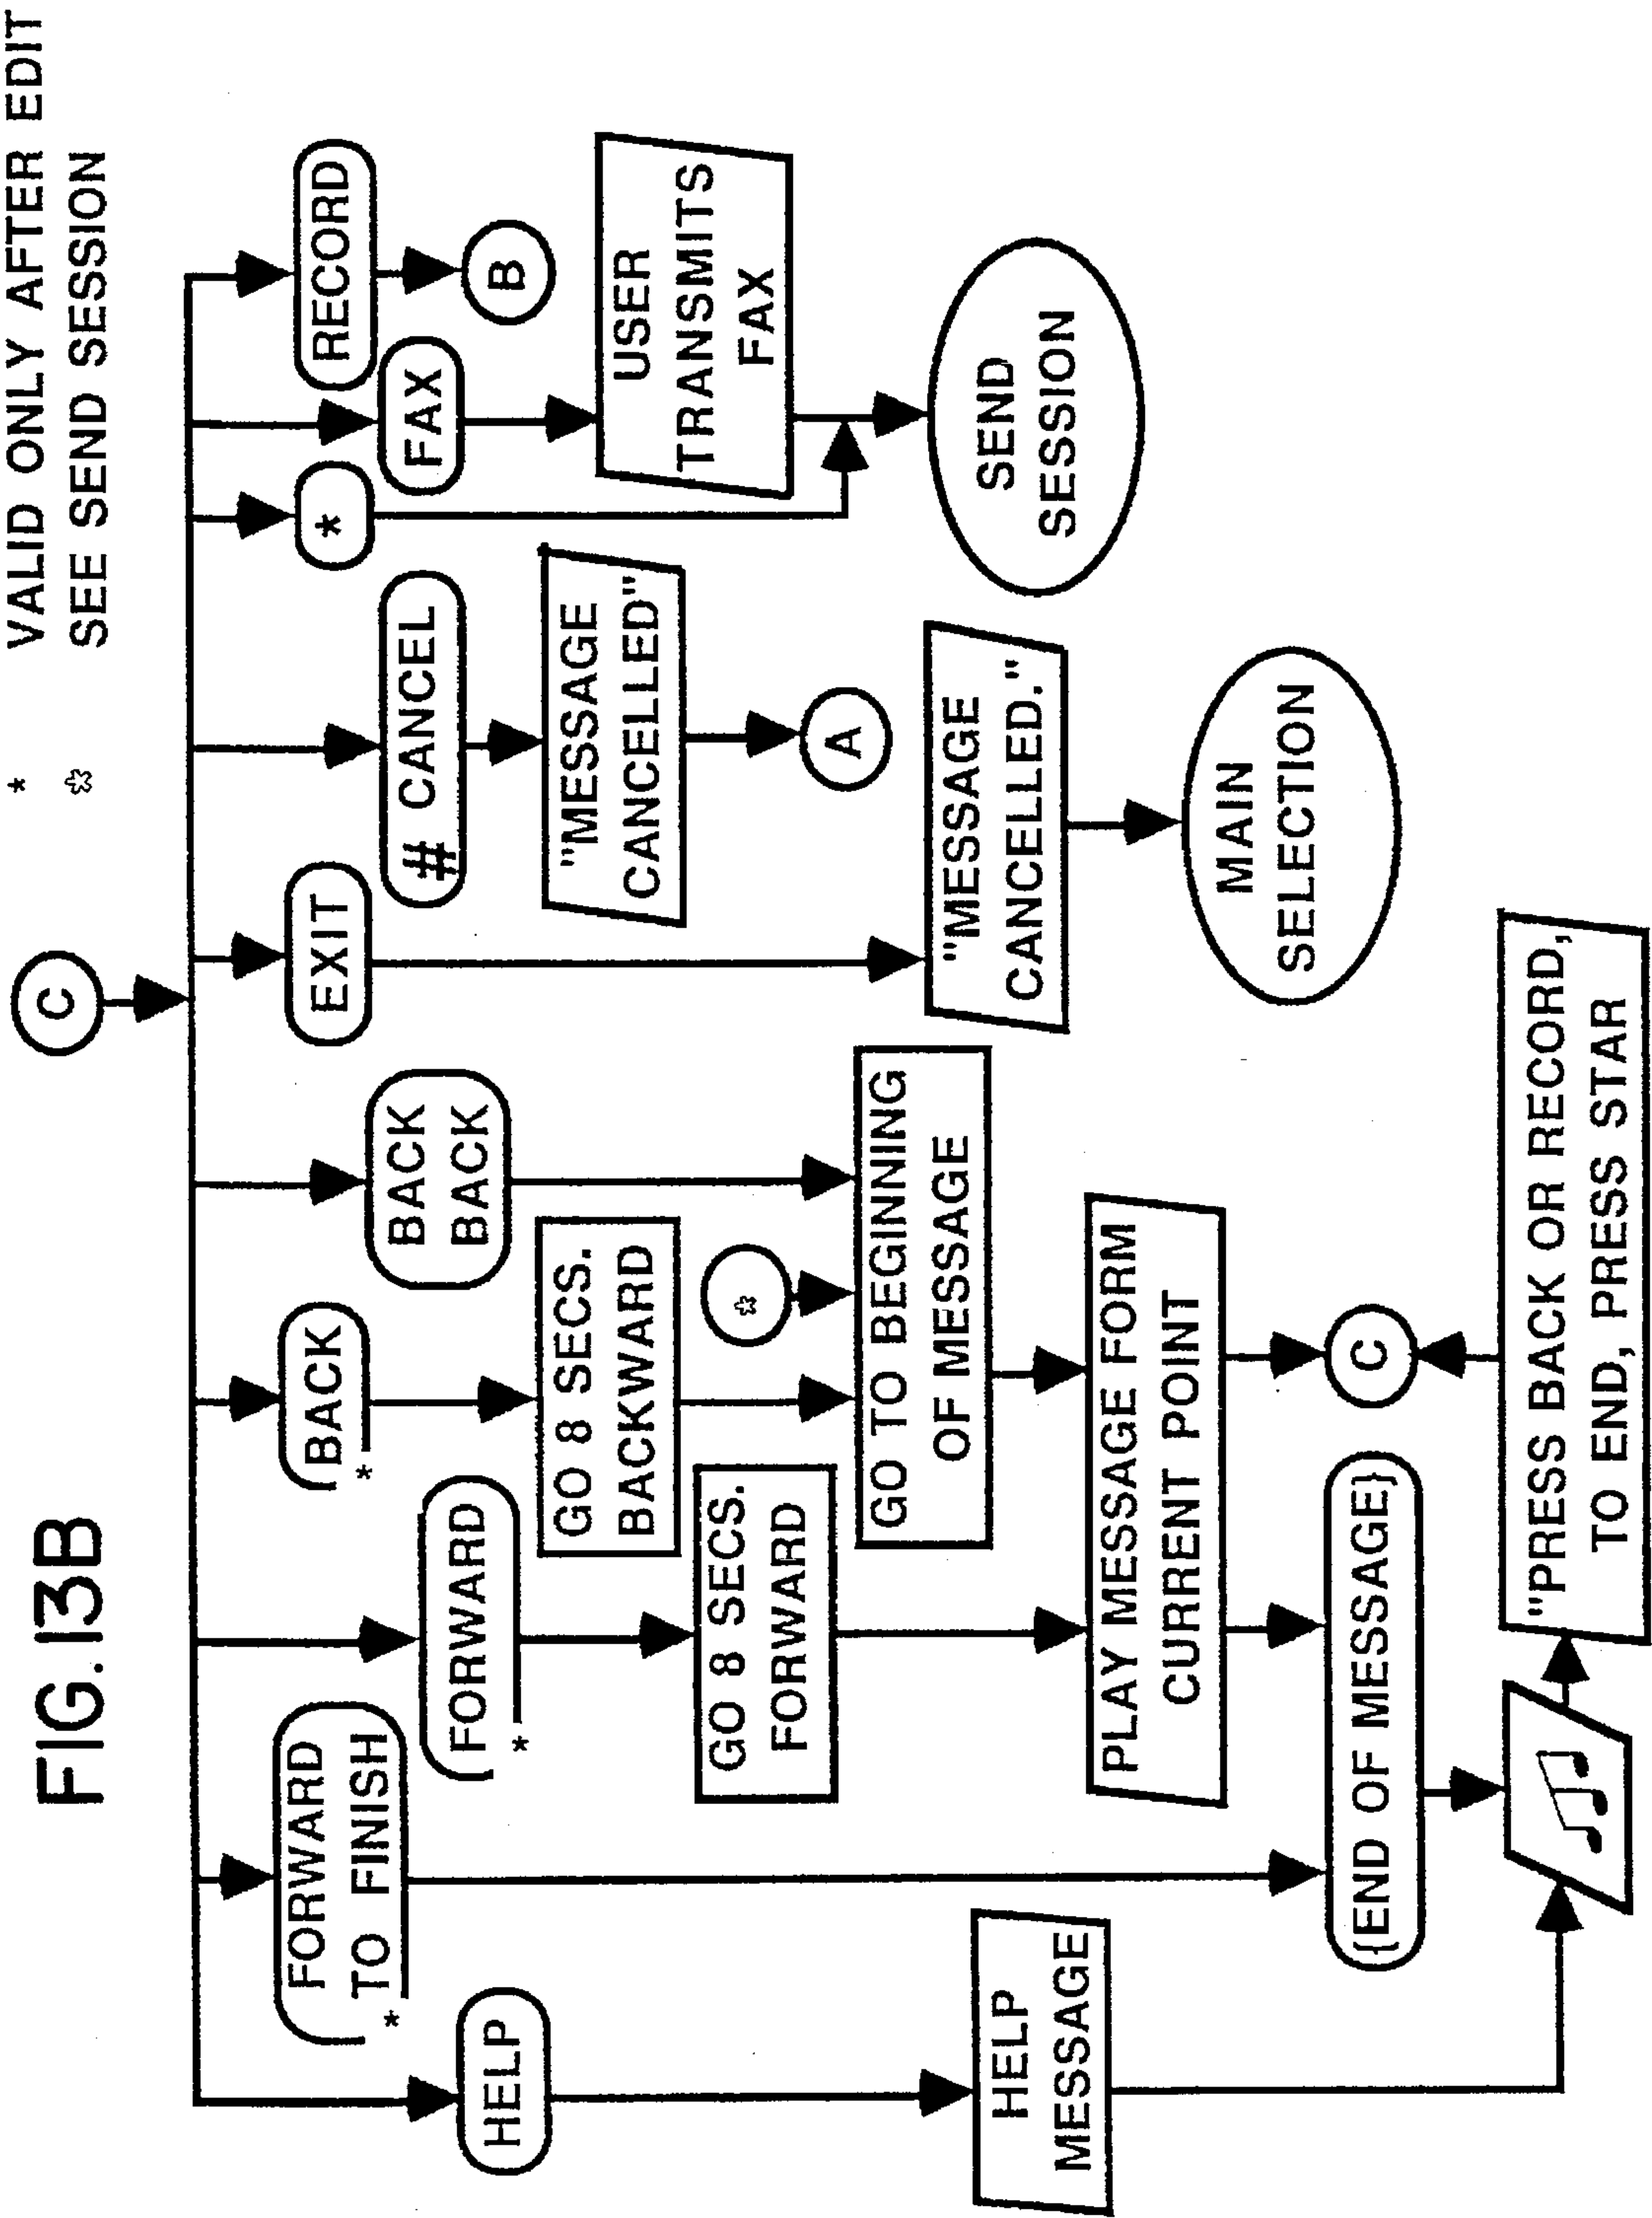 FIG. 13B
* VALID ONLY AFTER EDIT
✲ SEE SEND SESSION
C
HELP
FORWARD
TO FINISH
*
FORWARD
*
BACK
*
BACK
BACK
EXIT
# CANCEL
*
FAX
RECORD
B
GO 8 SECS.
BACKWARD
"MESSAGE
CANCELLED"
USER
TRANSMITS
FAX
GO 8 SECS.
FORWARD
✲
A
GO TO BEGINNING
OF MESSAGE
"MESSAGE
CANCELLED."
SEND
SESSION
HELP
MESSAGE
PLAY MESSAGE FORM
CURRENT POINT
MAIN
SELECTION
{END OF MESSAGE}
C
"PRESS BACK OR RECORD,
TO END, PRESS STAR